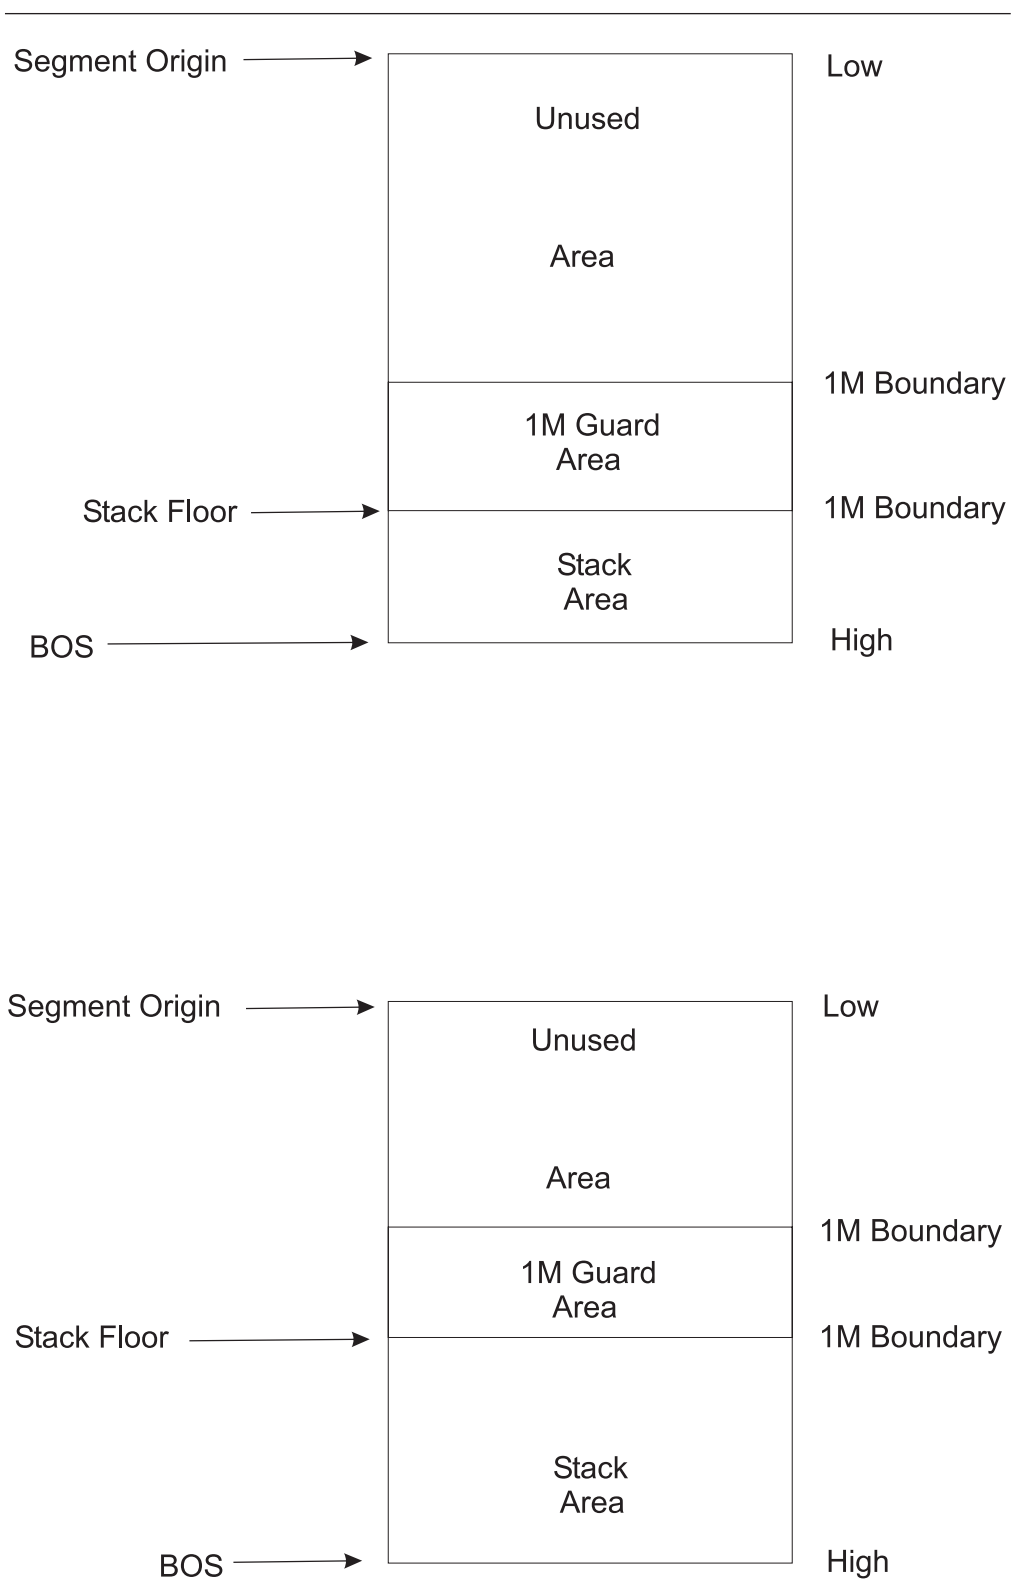 Segment Origin
Low
Unused
Area
1M Boundary
1M Guard
Area
Stack Floor
1M Boundary
Stack
Area
BOS
High
Segment Origin
Low
Unused
Area
1M Boundary
1M Guard
Area
Stack Floor
1M Boundary
Stack
Area
BOS
High